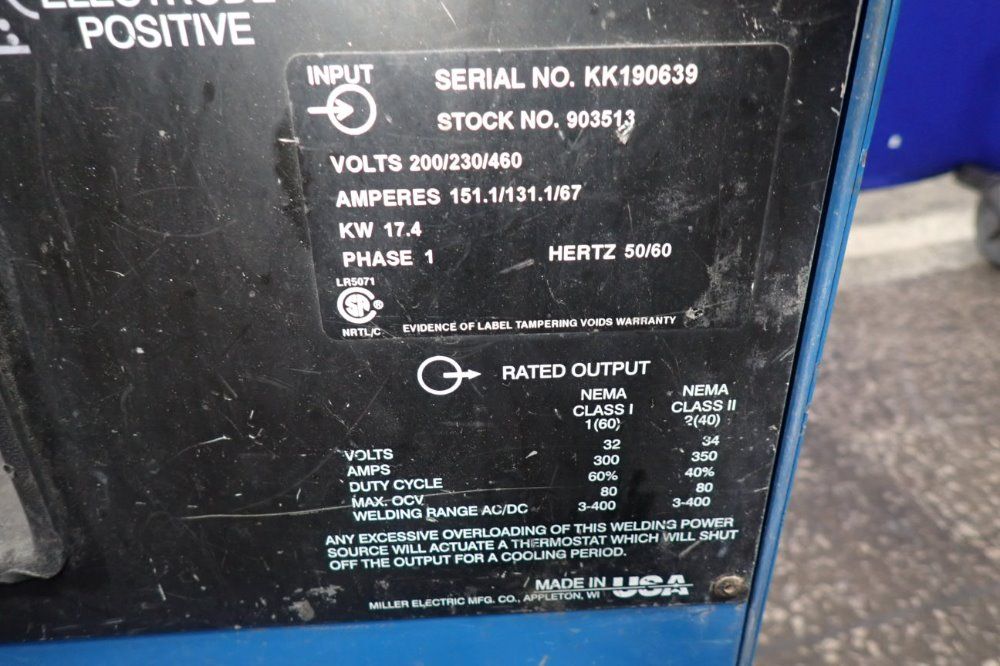 POSITIVE
INPUT
SERIAL NO. KK190639
STOCK NO. 903513
VOLTS 200/230/460
AMPERES 151.1/131.1/67
KW 17.4
PHASE 1 HERTZ 50/60
LR5071
NRTL/C
EVIDENCE OF LABEL TAMPERING VOIDS WARRANTY
RATED OUTPUT
NEMA NEMA
CLASS I CLASS II
1(60) 2(40)
VOLTS 32 34
AMPS 300 350
DUTY CYCLE 60% 40%
MAX. OCV 80 80
WELDING RANGE AC/DC 3-400 3-400
ANY EXCESSIVE OVERLOADING OF THIS WELDING POWER
SOURCE WILL ACTUATE A THERMOSTAT WHICH WILL SHUT
OFF THE OUTPUT FOR A COOLING PERIOD.
MADE IN USA
MILLER ELECTRIC MFG. CO., APPLETON, WI